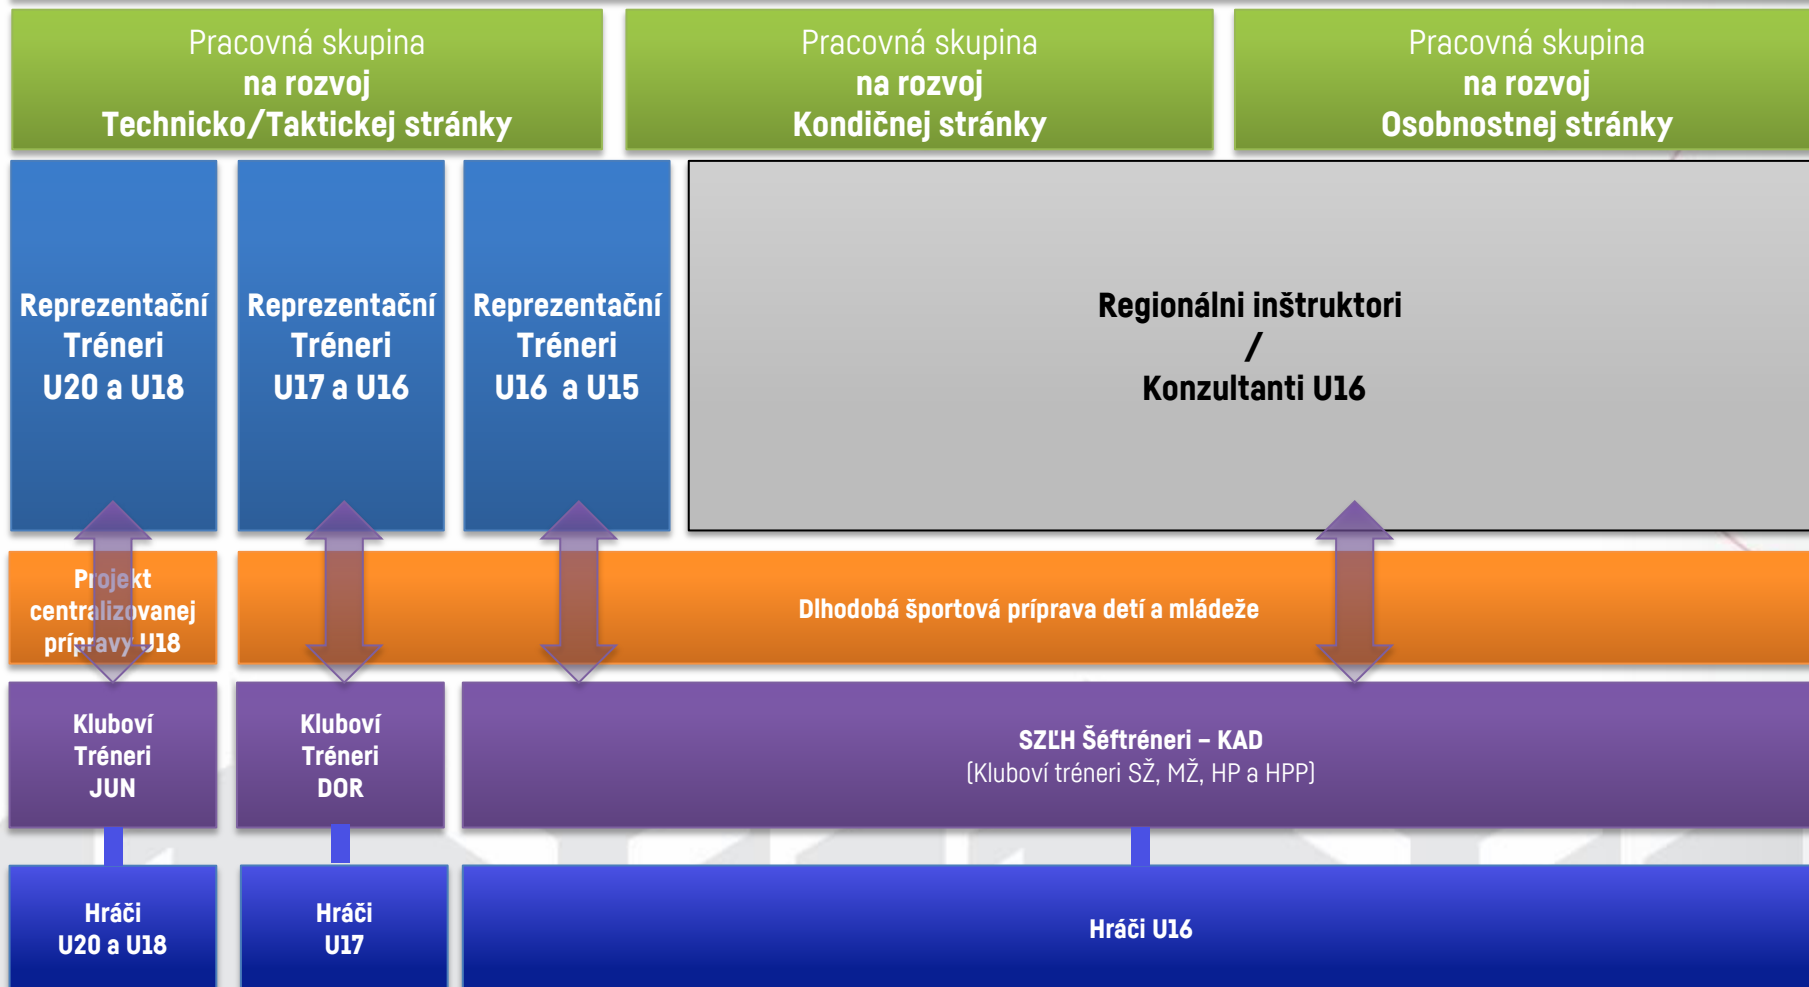 Pracovná skupina
na rozvoj
Technicko/Taktickej stránky
Pracovná skupina
na rozvoj
Kondičnej stránky
Pracovná skupina
na rozvoj
Osobnostnej stránky
Reprezentační
Tréneri
U20 a U18
Reprezentační
Tréneri
U17 a U16
Reprezentační
Tréneri
U16 a U15
Regionálni inštruktori
/
Konzultanti U16
Projekt
centralizovanej
prípravy U18
Dlhodobá športová príprava detí a mládeže
Kluboví
Tréneri
JUN
Kluboví
Tréneri
DOR
SZĽH Šéftréneri – KAD
(Kluboví tréneri SŽ, MŽ, HP a HPP)
Hráči
U20 a U18
Hráči
U17
Hráči U16